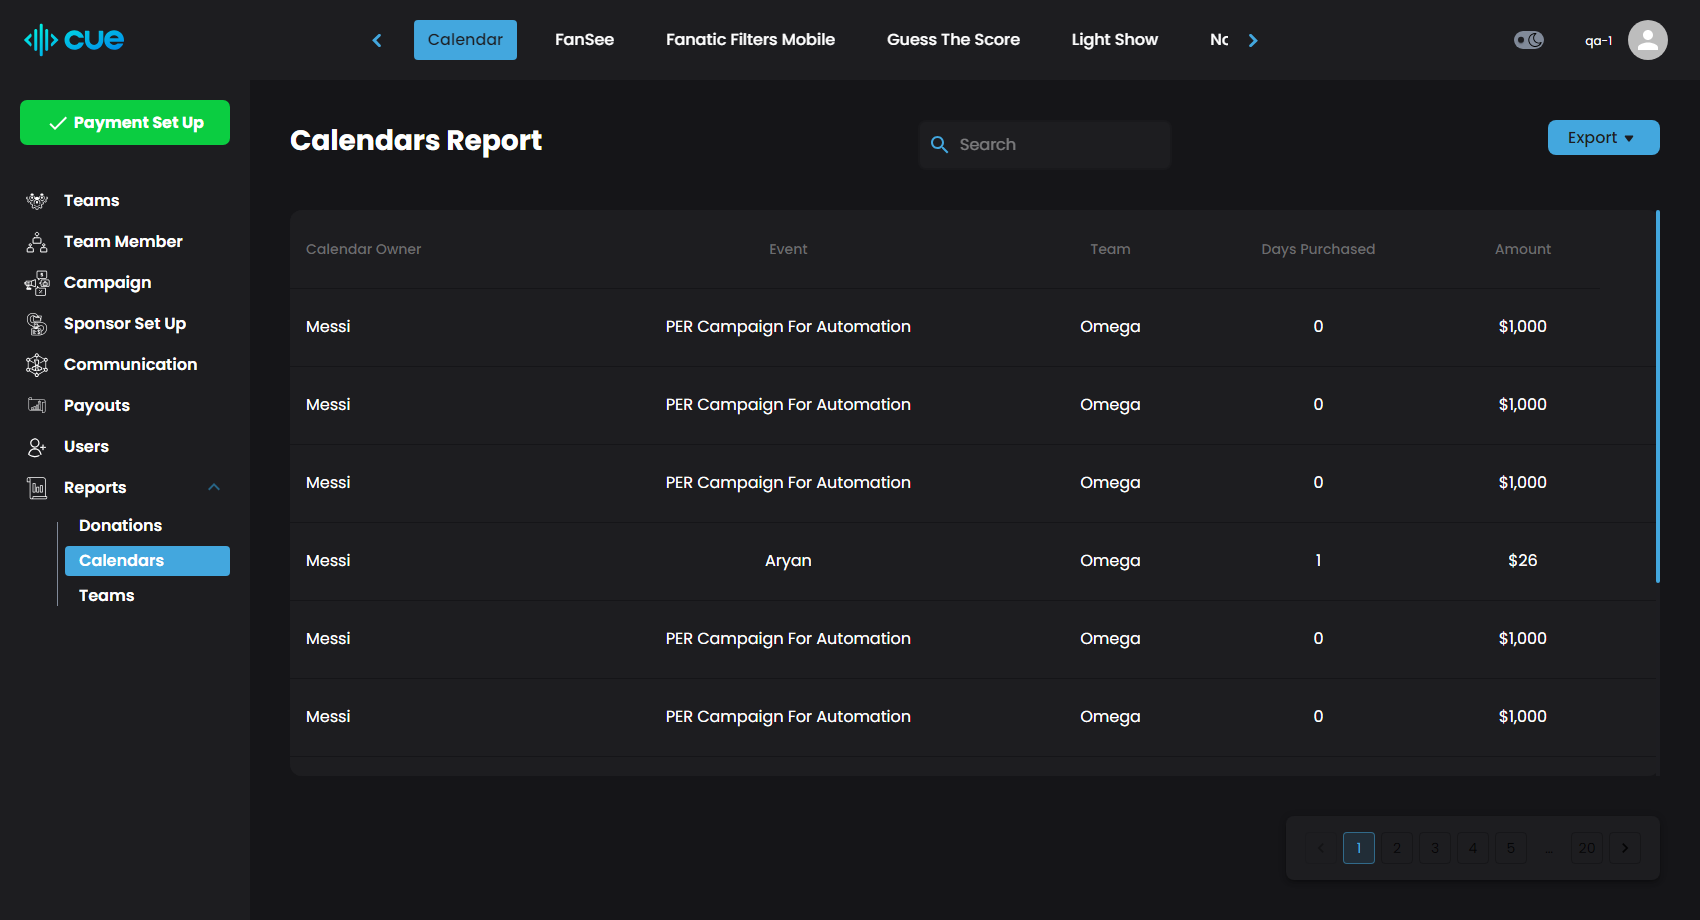 cue
Calendar FanSee Fanatic Filters Mobile Guess The Score Light Show
qa-1
Payment Set Up
Teams
Team Member
Campaign
Sponsor Set Up
Communication
Payouts
Users
Reports
Donations
Calendars
Teams
Calendars Report
Search
Export
Calendar Owner Event Team Days Purchased Amount
Messi PER Campaign For Automation Omega 0 $1,000
Messi PER Campaign For Automation Omega 0 $1,000
Messi PER Campaign For Automation Omega 0 $1,000
Messi Aryan Omega 1 $26
Messi PER Campaign For Automation Omega 0 $1,000
Messi PER Campaign For Automation Omega 0 $1,000
1 2 3 4 5 ... 20